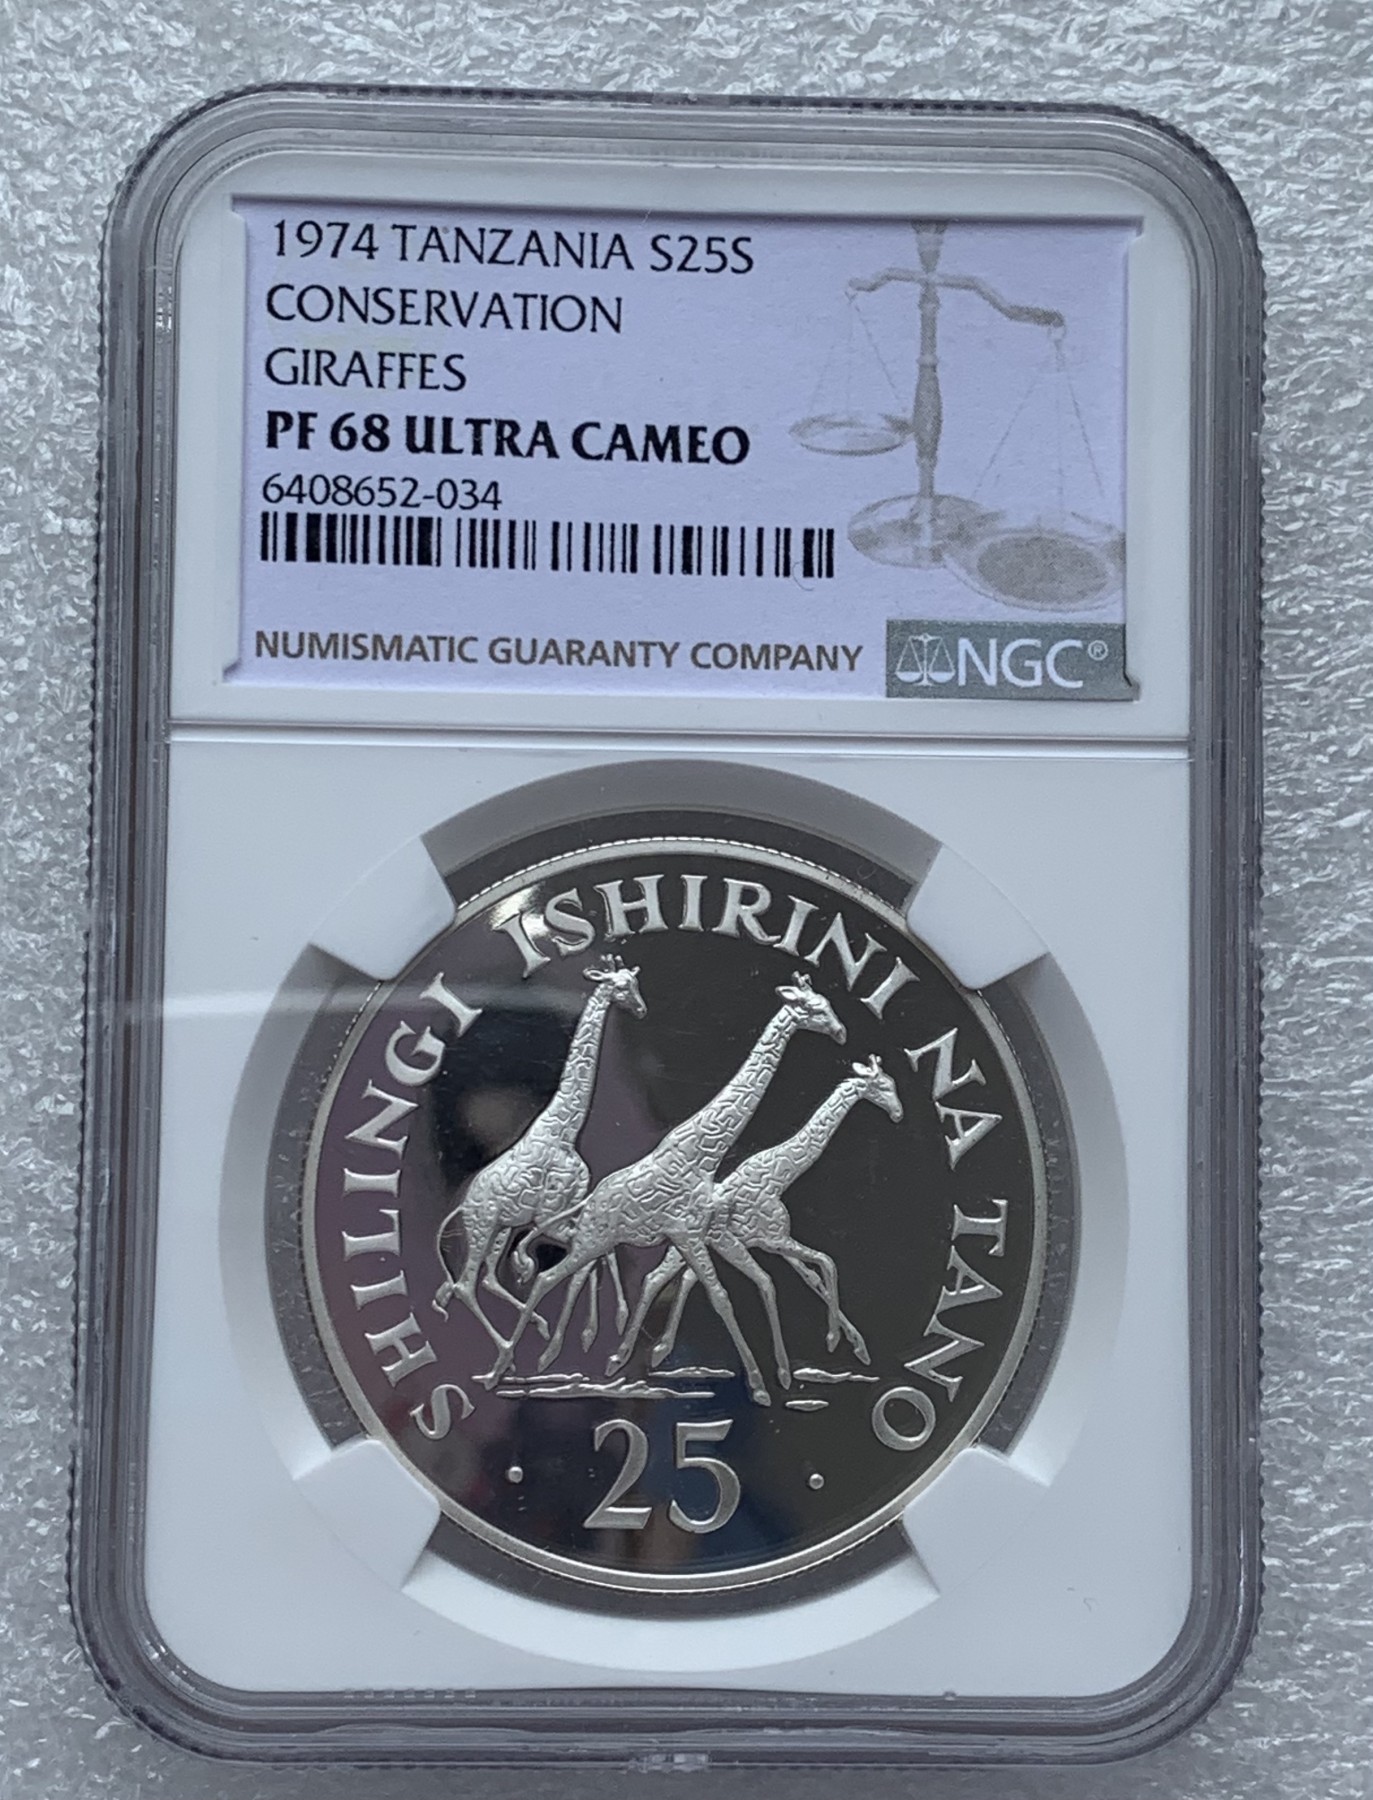 1974 TANZANIA S25S
CONSERVATION
GIRAFFES
PF 68 ULTRA CAMEO
6408652-034
NUMISMATIC GUARANTY COMPANY
NGC®
SHILINGI ISHIRINI NA TANO
25